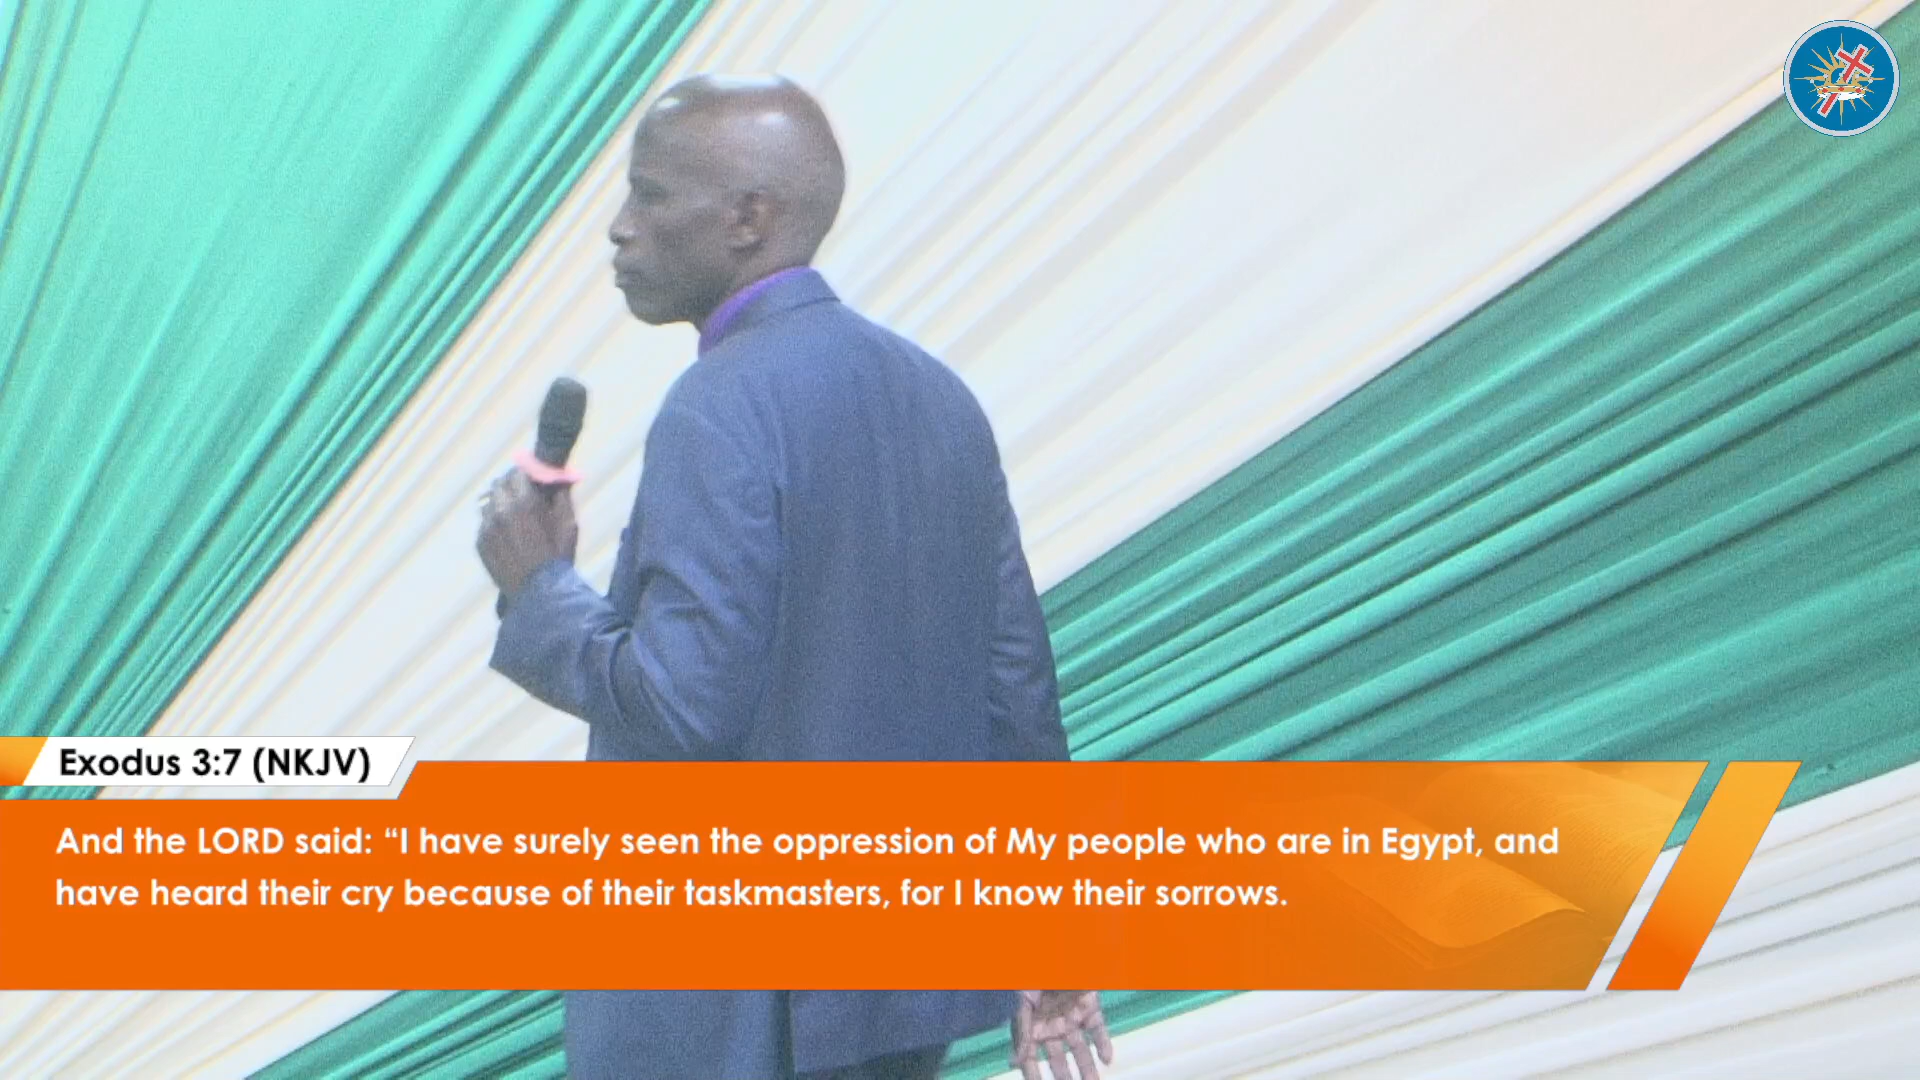 Exodus 3:7 (NKJV)
And the LORD said: “I have surely seen the oppression of My people who are in Egypt, and
have heard their cry because of their taskmasters, for I know their sorrows.